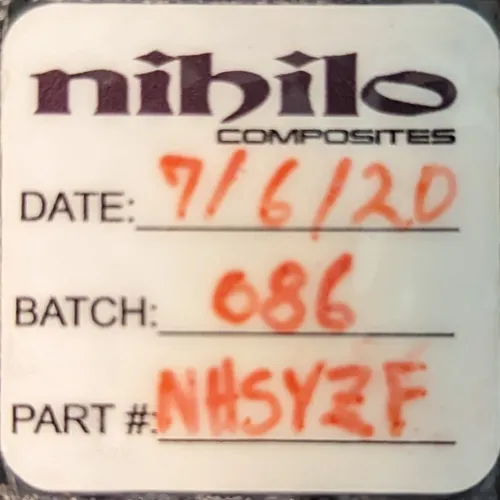 nihilo
COMPOSITES
DATE: 7/6/20
BATCH: 086
PART #: NHSYZF